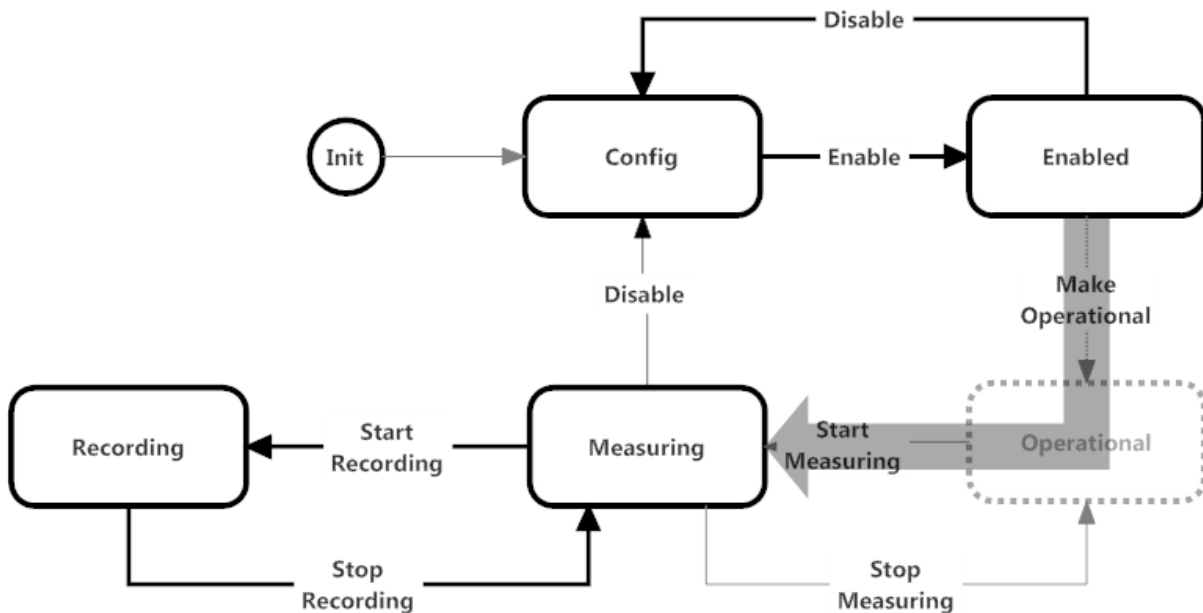 Disable
Init
Config
Enable
Enabled
Disable
Make
Operational
Recording
Start
Recording
Measuring
Start
Measuring
Operational
Stop
Recording
Stop
Measuring